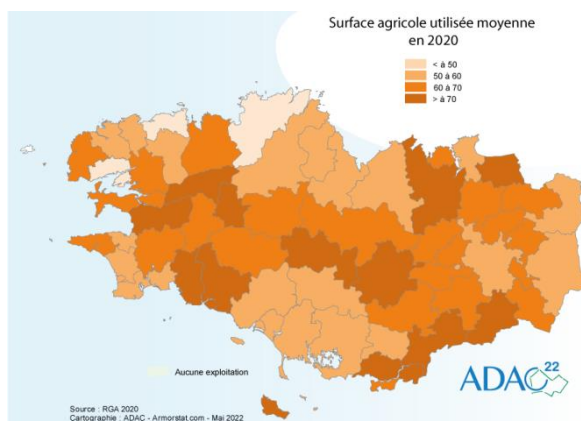 Surface agricole utilisée moyenne
en 2020
< à 50
50 à 60
60 à 70
> à 70
Aucune exploitation
ADAC 22
Source : RGA 2020
Cartographie : ADAC - Armorstat.com - Mai 2022